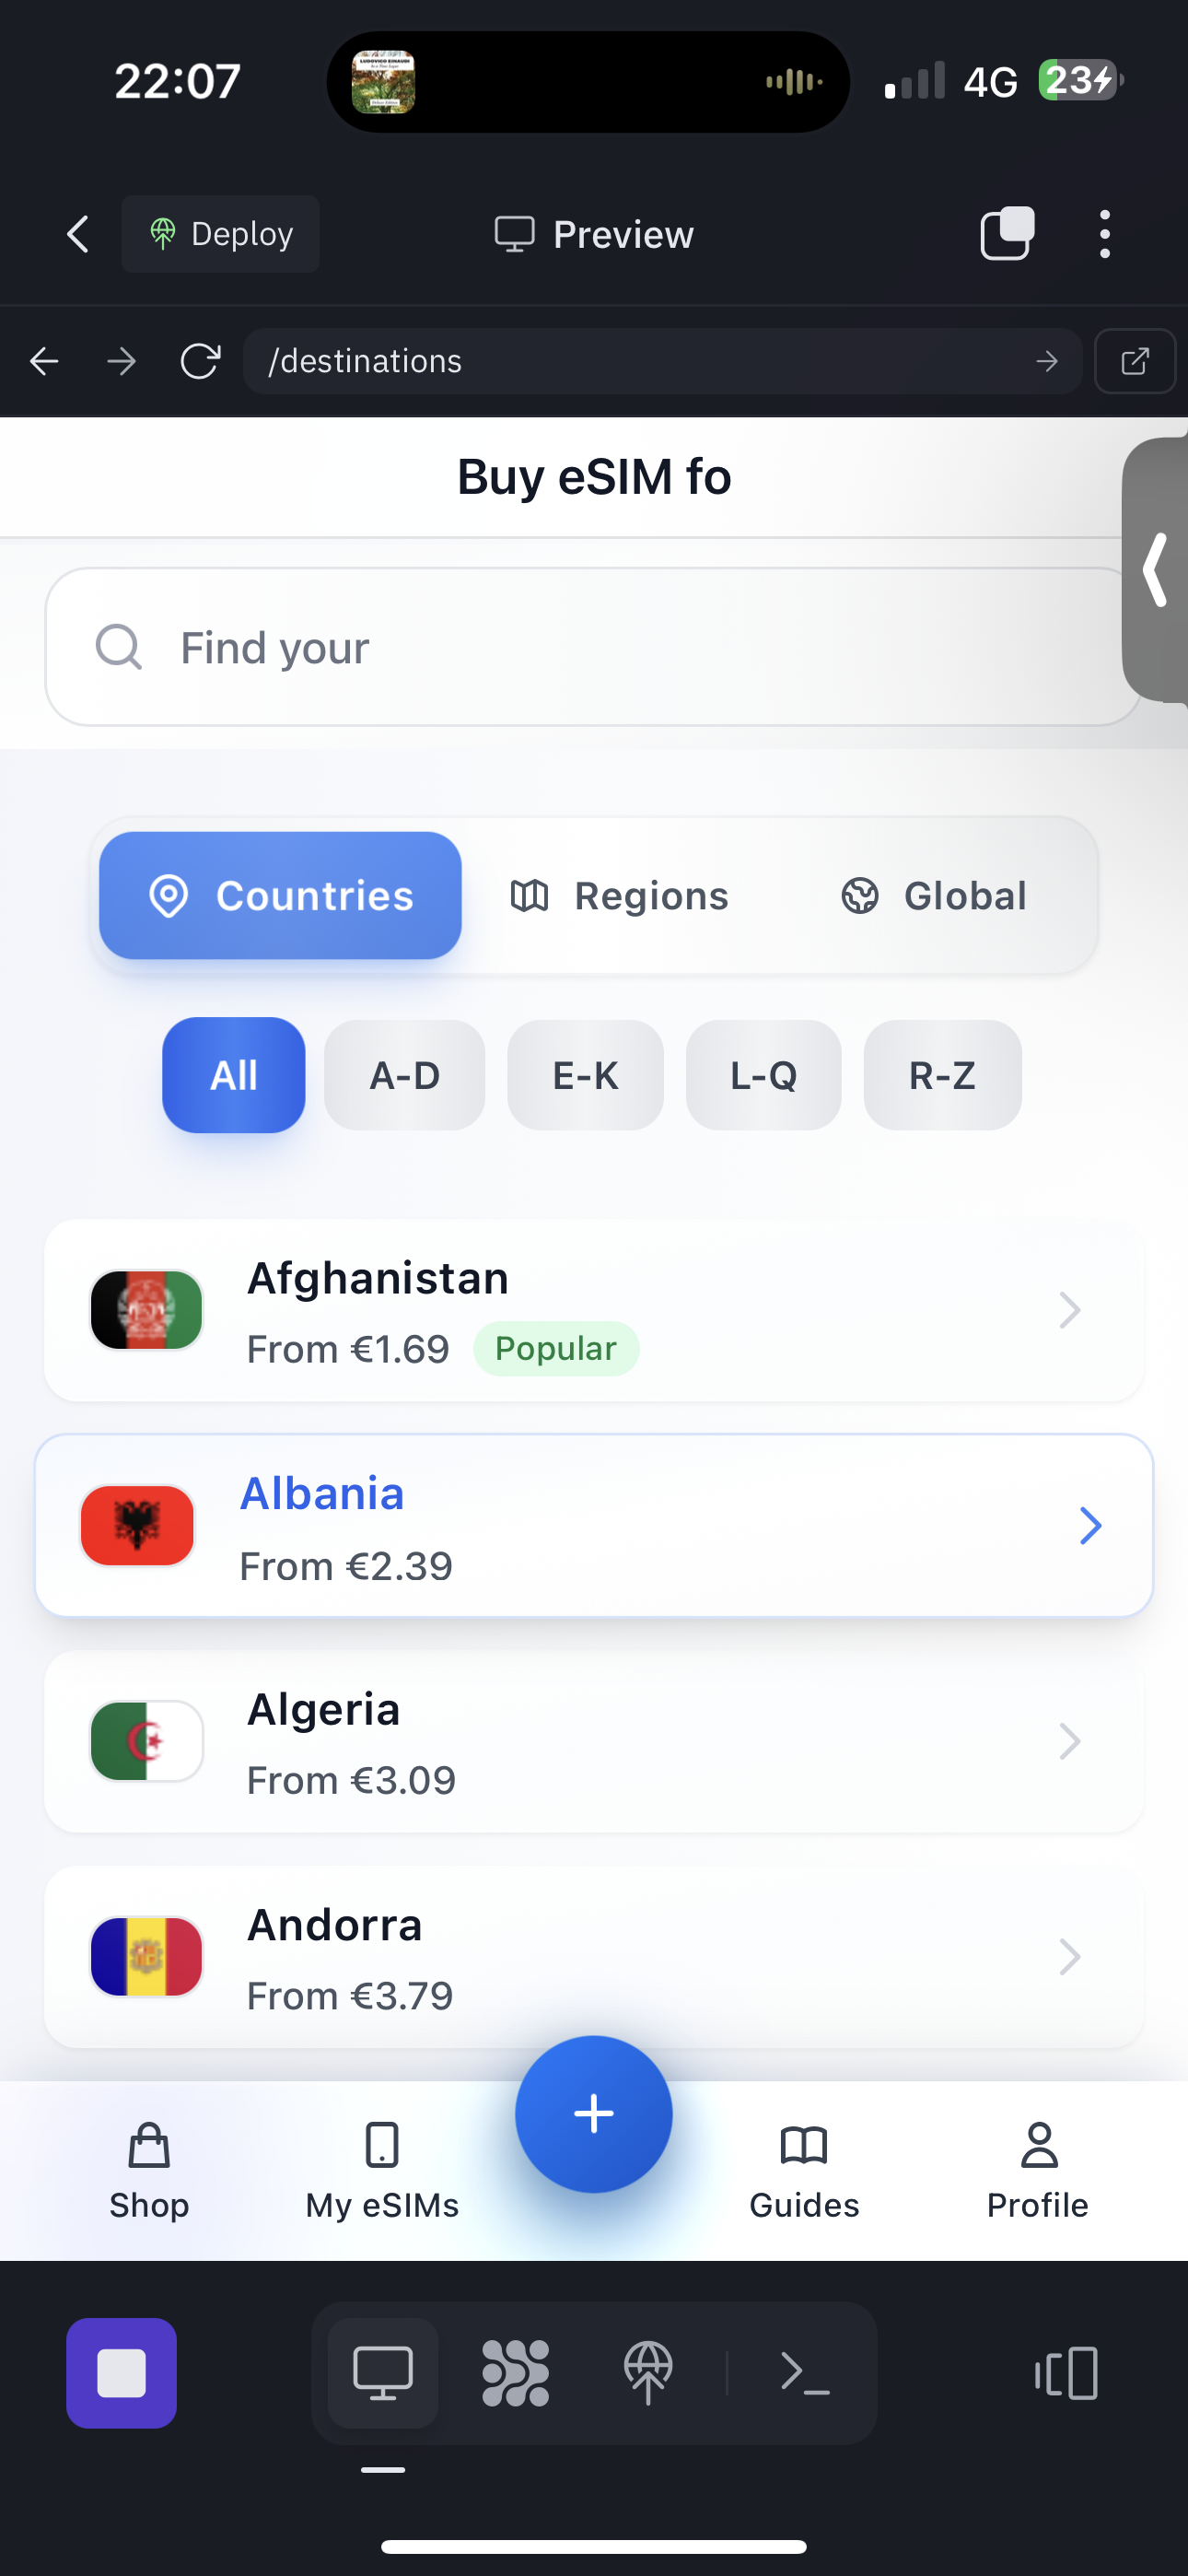 22:07
4G
23
Deploy
Preview
/destinations
Buy eSIM fo
Find your
Countries
Regions
Global
All
A-D
E-K
L-Q
R-Z
Afghanistan
From €1.69
Popular
Albania
From €2.39
Algeria
From €3.09
Andorra
From €3.79
Shop
My eSIMs
Guides
Profile